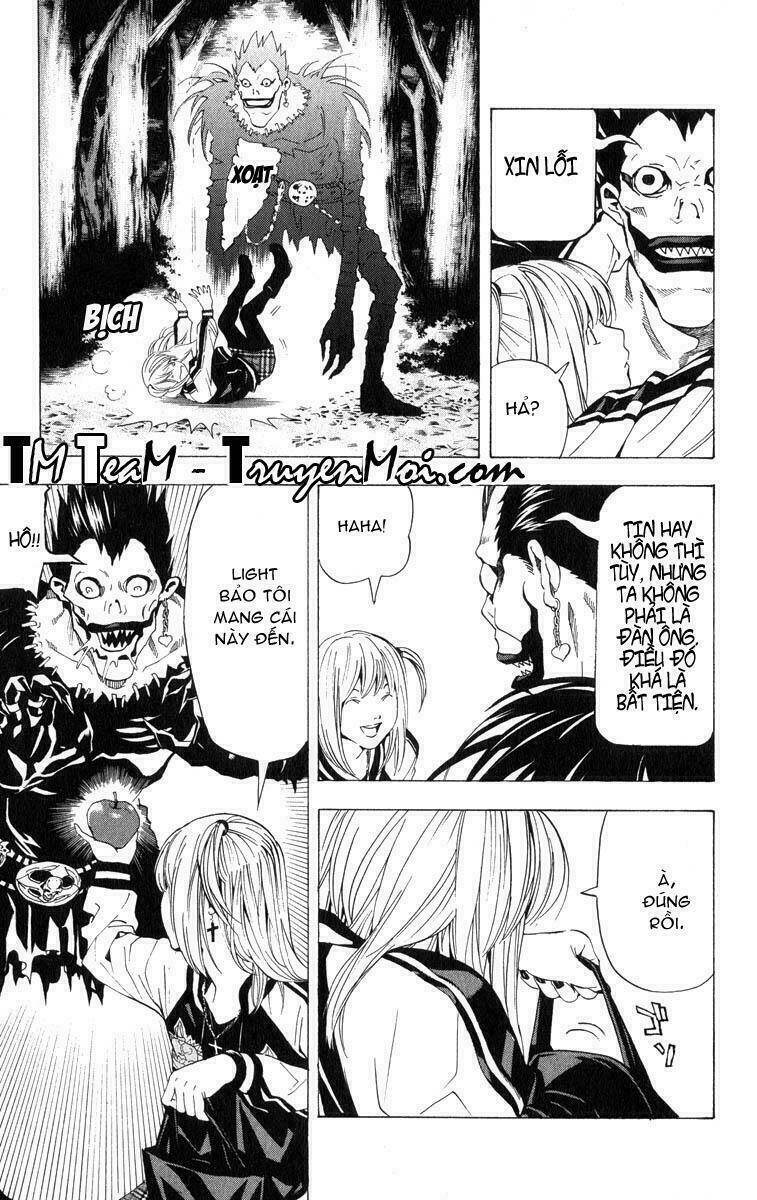 XIN LỖI
HẢ?
XOẠT
BỊCH
TM TeaM - TruyenMoi.com
TIN HAY
KHÔNG THÌ
TÙY, NHƯNG
TA KHÔNG
PHẢI LÀ
ĐÀN ÔNG,
ĐIỀU ĐÓ
KHÁ LÀ
BẤT TIỆN.
HAHA!
À,
ĐÚNG
RỒI.
LIGHT
BẢO TÔI
MANG CÁI
NÀY ĐẾN.
HÔ!!